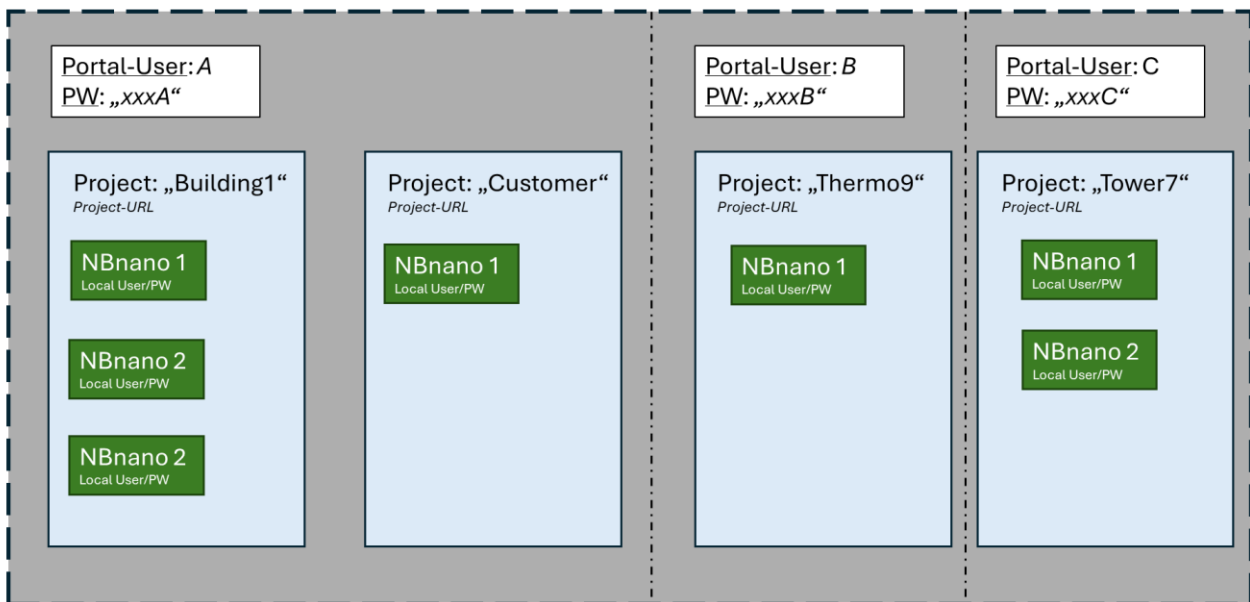 Portal-User: A
PW: „xxxA“
Portal-User: B
PW: „xxxB“
Portal-User: C
PW: „xxxC“
Project: „Building1“
Project-URL
NBnano 1
Local User/PW
NBnano 2
Local User/PW
NBnano 2
Local User/PW
Project: „Customer“
Project-URL
NBnano 1
Local User/PW
Project: „Thermo9“
Project-URL
NBnano 1
Local User/PW
Project: „Tower7“
Project-URL
NBnano 1
Local User/PW
NBnano 2
Local User/PW